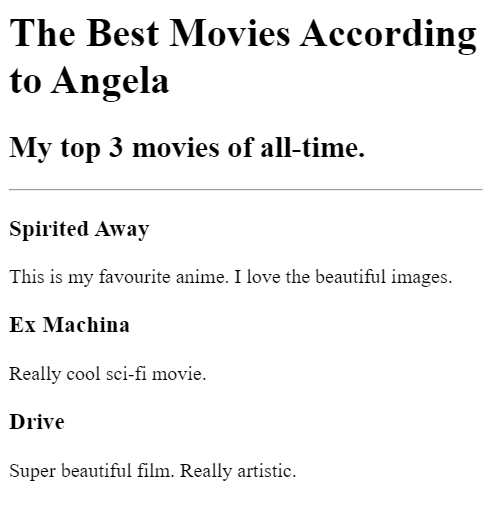 The Best Movies According
to Angela
My top 3 movies of all-time.
Spirited Away
This is my favourite anime. I love the beautiful images.
Ex Machina
Really cool sci-fi movie.
Drive
Super beautiful film. Really artistic.